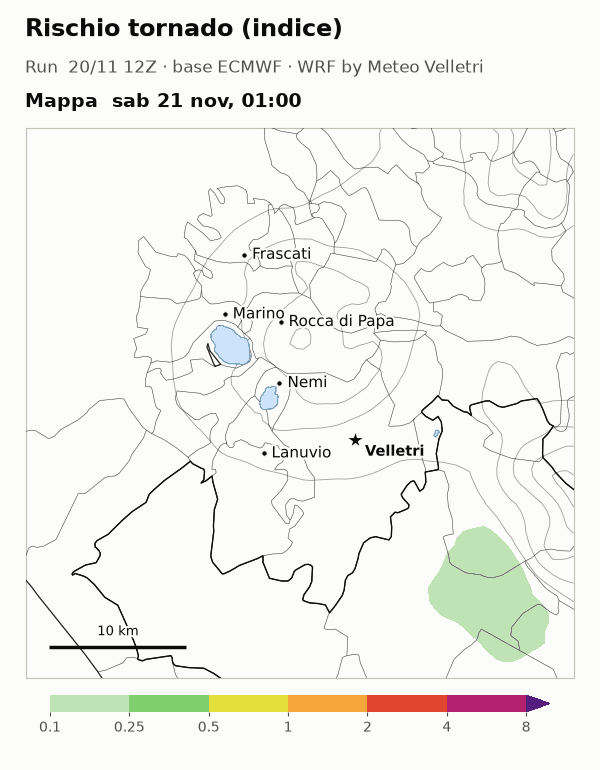 Rischio tornado (indice)
Run  20/11 12Z · base ECMWF · WRF by Meteo Velletri
Mappa  sab 21 nov, 01:00
Frascati
Marino
Rocca di Papa
Nemi
Velletri
Lanuvio
10 km
0.1 0.25 0.5 1 2 4 8